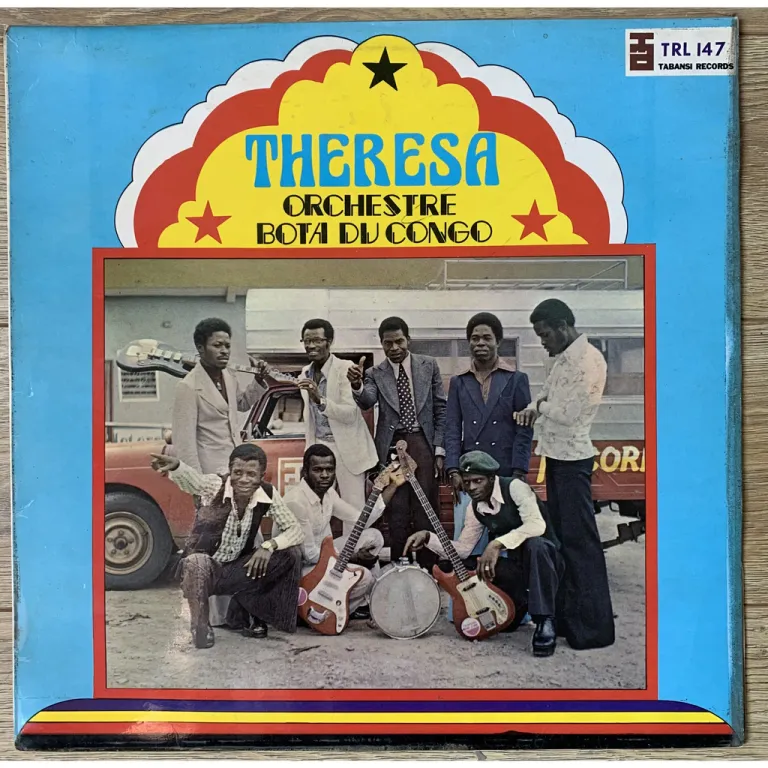 TRL 147
TABANSI RECORDS
THERESA
ORCHESTRE
BOTA DU CONGO